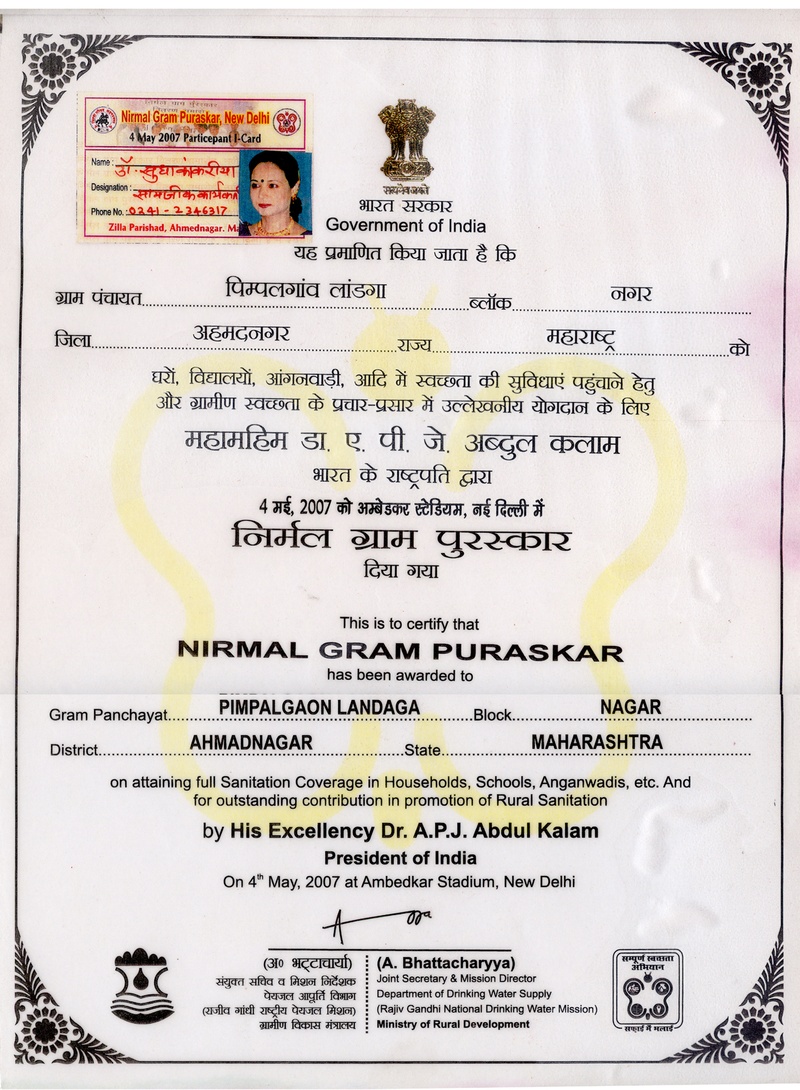 Nirmal Gram Puraskar, New Delhi
4 May 2007 Particepant I-Card
Name : डॉ. सुधा कांकरीया
Designation : सामाजीक कार्यकर्ता
Phone No. : 0241 - 2346317
Zilla Parishad, Ahmednagar.
सत्यमेव जयते
भारत सरकार
Government of India
यह प्रमाणित किया जाता है कि
ग्राम पंचायत पिम्पलगांव लांडगा ब्लॉक नगर
जिला अहमदनगर राज्य महाराष्ट्र को
घरों, विद्यालयों, आंगनवाड़ी, आदि में स्वच्छता की सुविधाएं पहुंचाने हेतु
और ग्रामीण स्वच्छता के प्रचार-प्रसार में उल्लेखनीय योगदान के लिए
महामहिम डा. ए. पी. जे. अब्दुल कलाम
भारत के राष्ट्रपति द्वारा
4 मई, 2007 को अम्बेडकर स्टेडियम, नई दिल्ली में
निर्मल ग्राम पुरस्कार
दिया गया
This is to certify that
NIRMAL GRAM PURASKAR
has been awarded to
Gram Panchayat PIMPALGAON LANDAGA Block NAGAR
District AHMADNAGAR State MAHARASHTRA
on attaining full Sanitation Coverage in Households, Schools, Anganwadis, etc. And
for outstanding contribution in promotion of Rural Sanitation
by His Excellency Dr. A.P.J. Abdul Kalam
President of India
On 4th May, 2007 at Ambedkar Stadium, New Delhi
(अ० भट्टाचार्या)
संयुक्त सचिव व मिशन निर्देशक
पेयजल आपूर्ति विभाग
(राजीव गांधी राष्ट्रीय पेयजल मिशन)
ग्रामीण विकास मंत्रालय
(A. Bhattacharyya)
Joint Secretary & Mission Director
Department of Drinking Water Supply
(Rajiv Gandhi National Drinking Water Mission)
Ministry of Rural Development
सम्पूर्ण स्वच्छता
अभियान
सफाई में भलाई